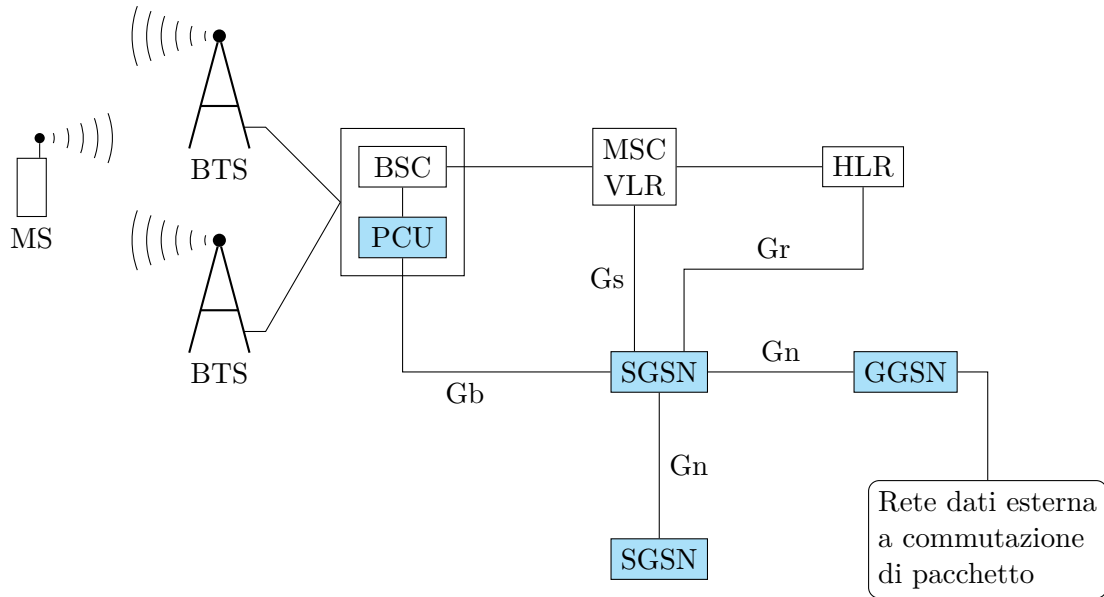 BTS
MS
BTS
BSC
PCU
MSC
VLR
HLR
Gs
Gr
Gb
SGSN
Gn
GGSN
Gn
SGSN
Rete dati esterna
a commutazione
di pacchetto